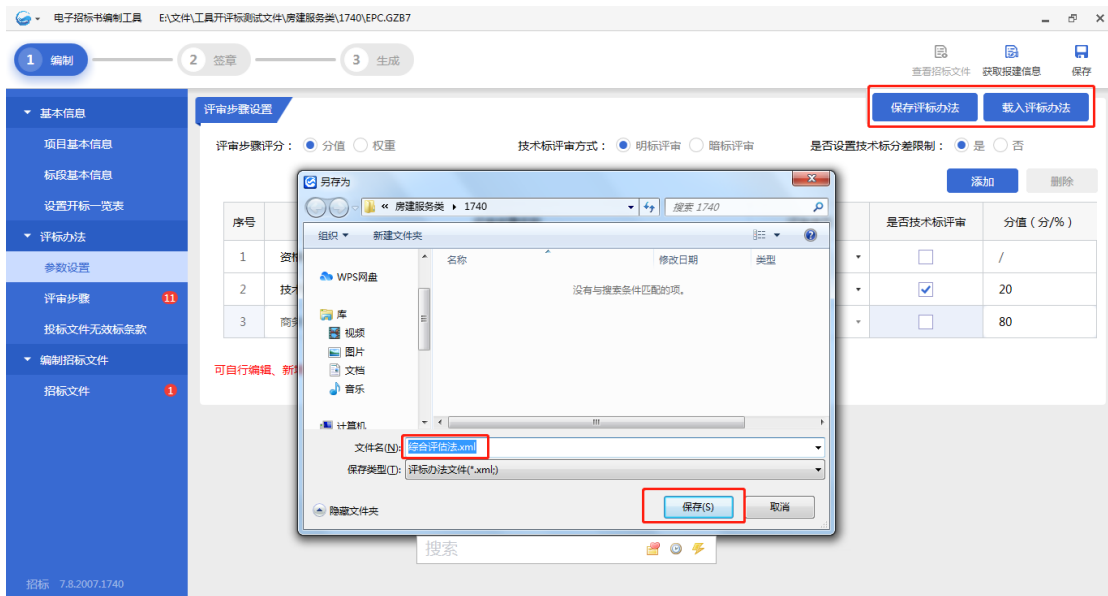 电子招标书编制工具 E:\文件\工具开评标测试文件\房建服务类\1740\EPC.GZB7
1 编制 2 签章 3 生成
查看招标文件 获取报建信息 保存
基本信息
项目基本信息
标段基本信息
设置开标一览表
评标办法
参数设置
评审步骤 11
投标文件无效标条款
编制招标文件
招标文件 1
招标 7.8.2007.1740
评审步骤设置 保存评标办法 载入评标办法
评审步骤评分： 分值 权重 技术标评审方式： 明标评审 暗标评审 是否设置技术标分差限制： 是 否
添加 删除
序号 是否技术标评审 分值（分/%）
1 资 /
2 技术 20
3 商务 80
可自行编辑、新
另存为
« 房建服务类 1740 搜索 1740
组织 新建文件夹
名称 修改日期 类型
没有与搜索条件匹配的项。
WPS网盘
库
视频
图片
文档
音乐
计算机
文件名(N): 综合评估法.xml
保存类型(T): 评标办法文件(*.xml;)
隐藏文件夹 保存(S) 取消
搜索